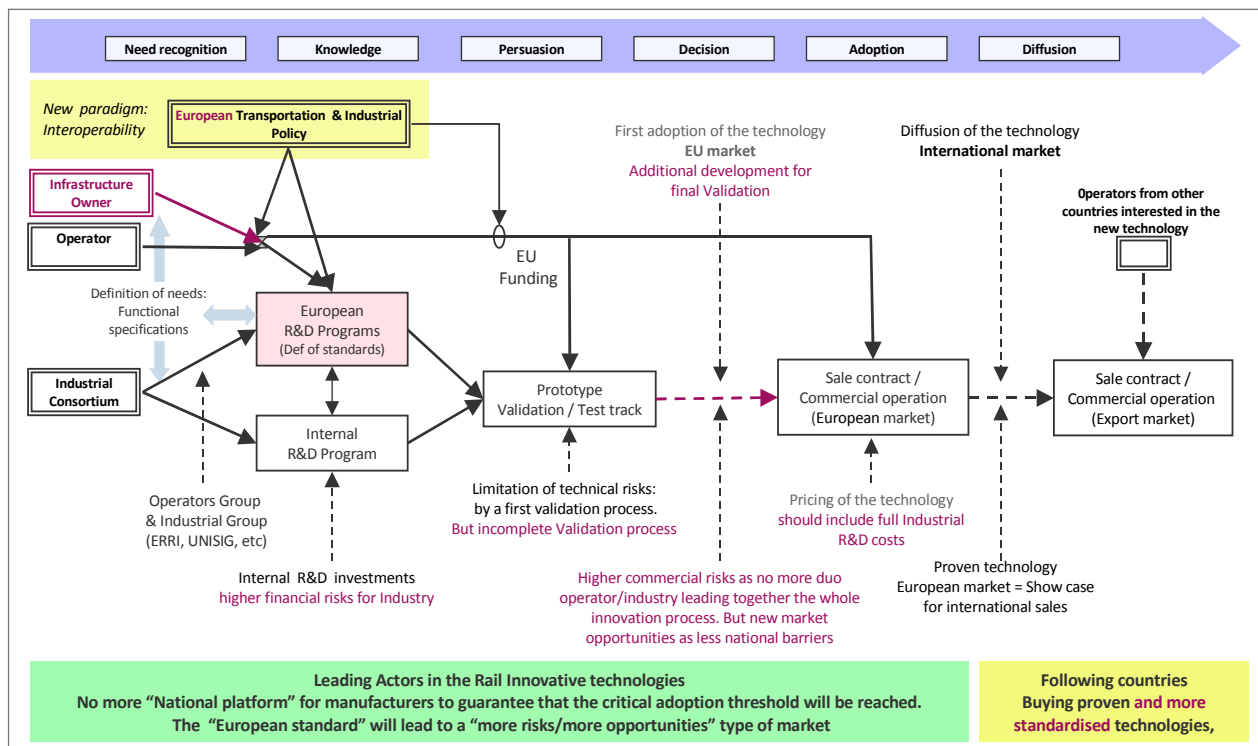 Need recognition
Knowledge
Persuasion
Decision
Adoption
Diffusion
New paradigm:
Interoperability
European Transportation & Industrial
Policy
Infrastructure
Owner
Operator
Definition of needs:
Functional
specifications
Industrial
Consortium
European
R&D Programs
(Def of standards)
Internal
R&D Program
Operators Group
& Industrial Group
(ERRI, UNISIG, etc)
Internal R&D investments
higher financial risks for Industry
EU
Funding
Prototype
Validation / Test track
Limitation of technical risks:
by a first validation process.
But incomplete Validation process
First adoption of the technology
EU market
Additional development for
final Validation
Higher commercial risks as no more duo
operator/industry leading together the whole
innovation process. But new market
opportunities as less national barriers
Sale contract /
Commercial operation
(European market)
Pricing of the technology
should include full Industrial
R&D costs
Diffusion of the technology
International market
Proven technology
European market = Show case
for international sales
0perators from other
countries interested in the
new technology
Sale contract /
Commercial operation
(Export market)
Leading Actors in the Rail Innovative technologies
No more “National platform” for manufacturers to guarantee that the critical adoption threshold will be reached.
The “European standard” will lead to a “more risks/more opportunities” type of market
Following countries
Buying proven and more
standardised technologies,